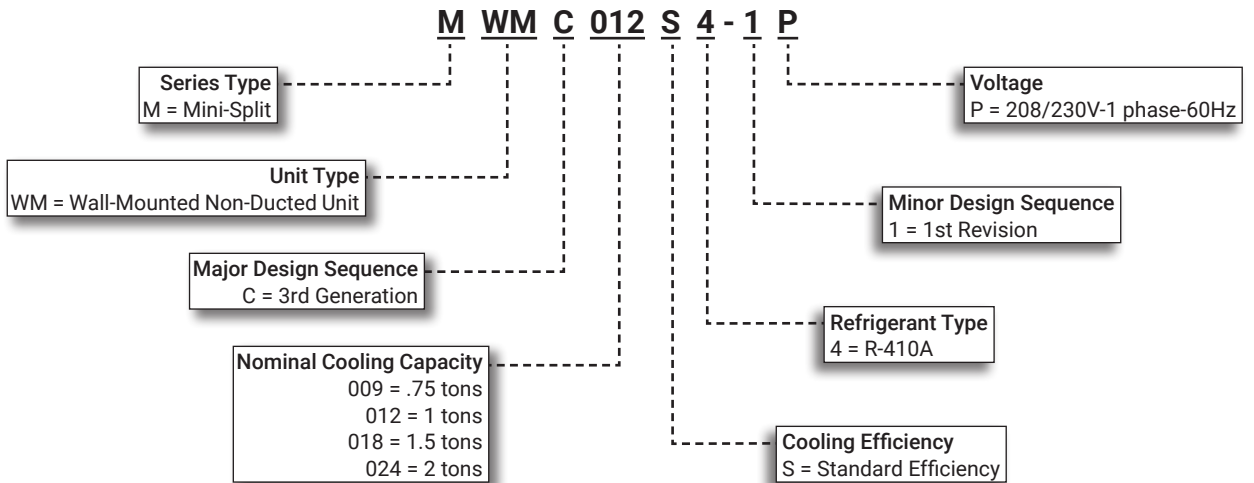 M WM C 012 S 4 - 1 P
Series Type
M = Mini-Split
Voltage
P = 208/230V-1 phase-60Hz
Unit Type
WM = Wall-Mounted Non-Ducted Unit
Minor Design Sequence
1 = 1st Revision
Major Design Sequence
C = 3rd Generation
Refrigerant Type
4 = R-410A
Nominal Cooling Capacity
009 = .75 tons
012 = 1 tons
018 = 1.5 tons
024 = 2 tons
Cooling Efficiency
S = Standard Efficiency